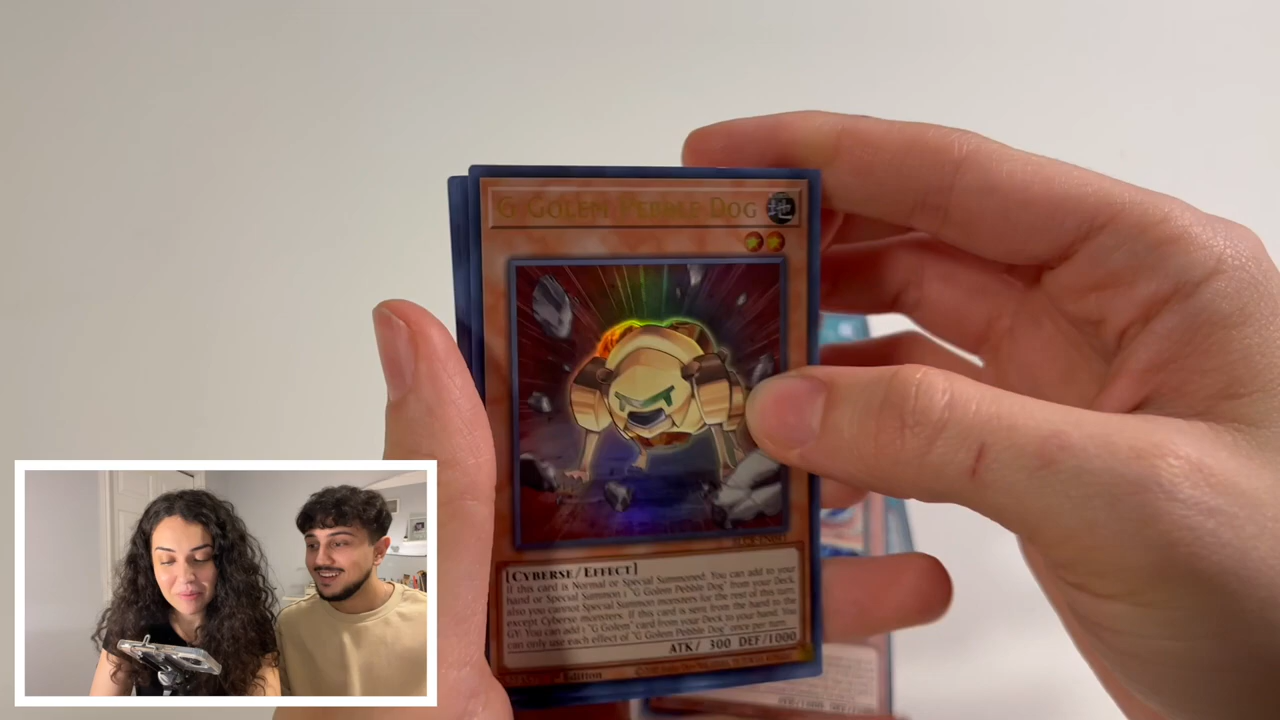 G Golem Pebble Dog
地
[CYBERSE/EFFECT]
If this card is Normal or Special Summoned: You can add to your
hand or Special Summon 1 "G Golem Pebble Dog" from your Deck,
also you cannot Special Summon monsters for the rest of this turn,
except Cyberse monsters. If this card is sent from the hand to the
GY: You can add 1 "G Golem" card from your Deck to your hand. You
can only use each effect of "G Golem Pebble Dog" once per turn.
ATK/ 300 DEF/1000
Edition